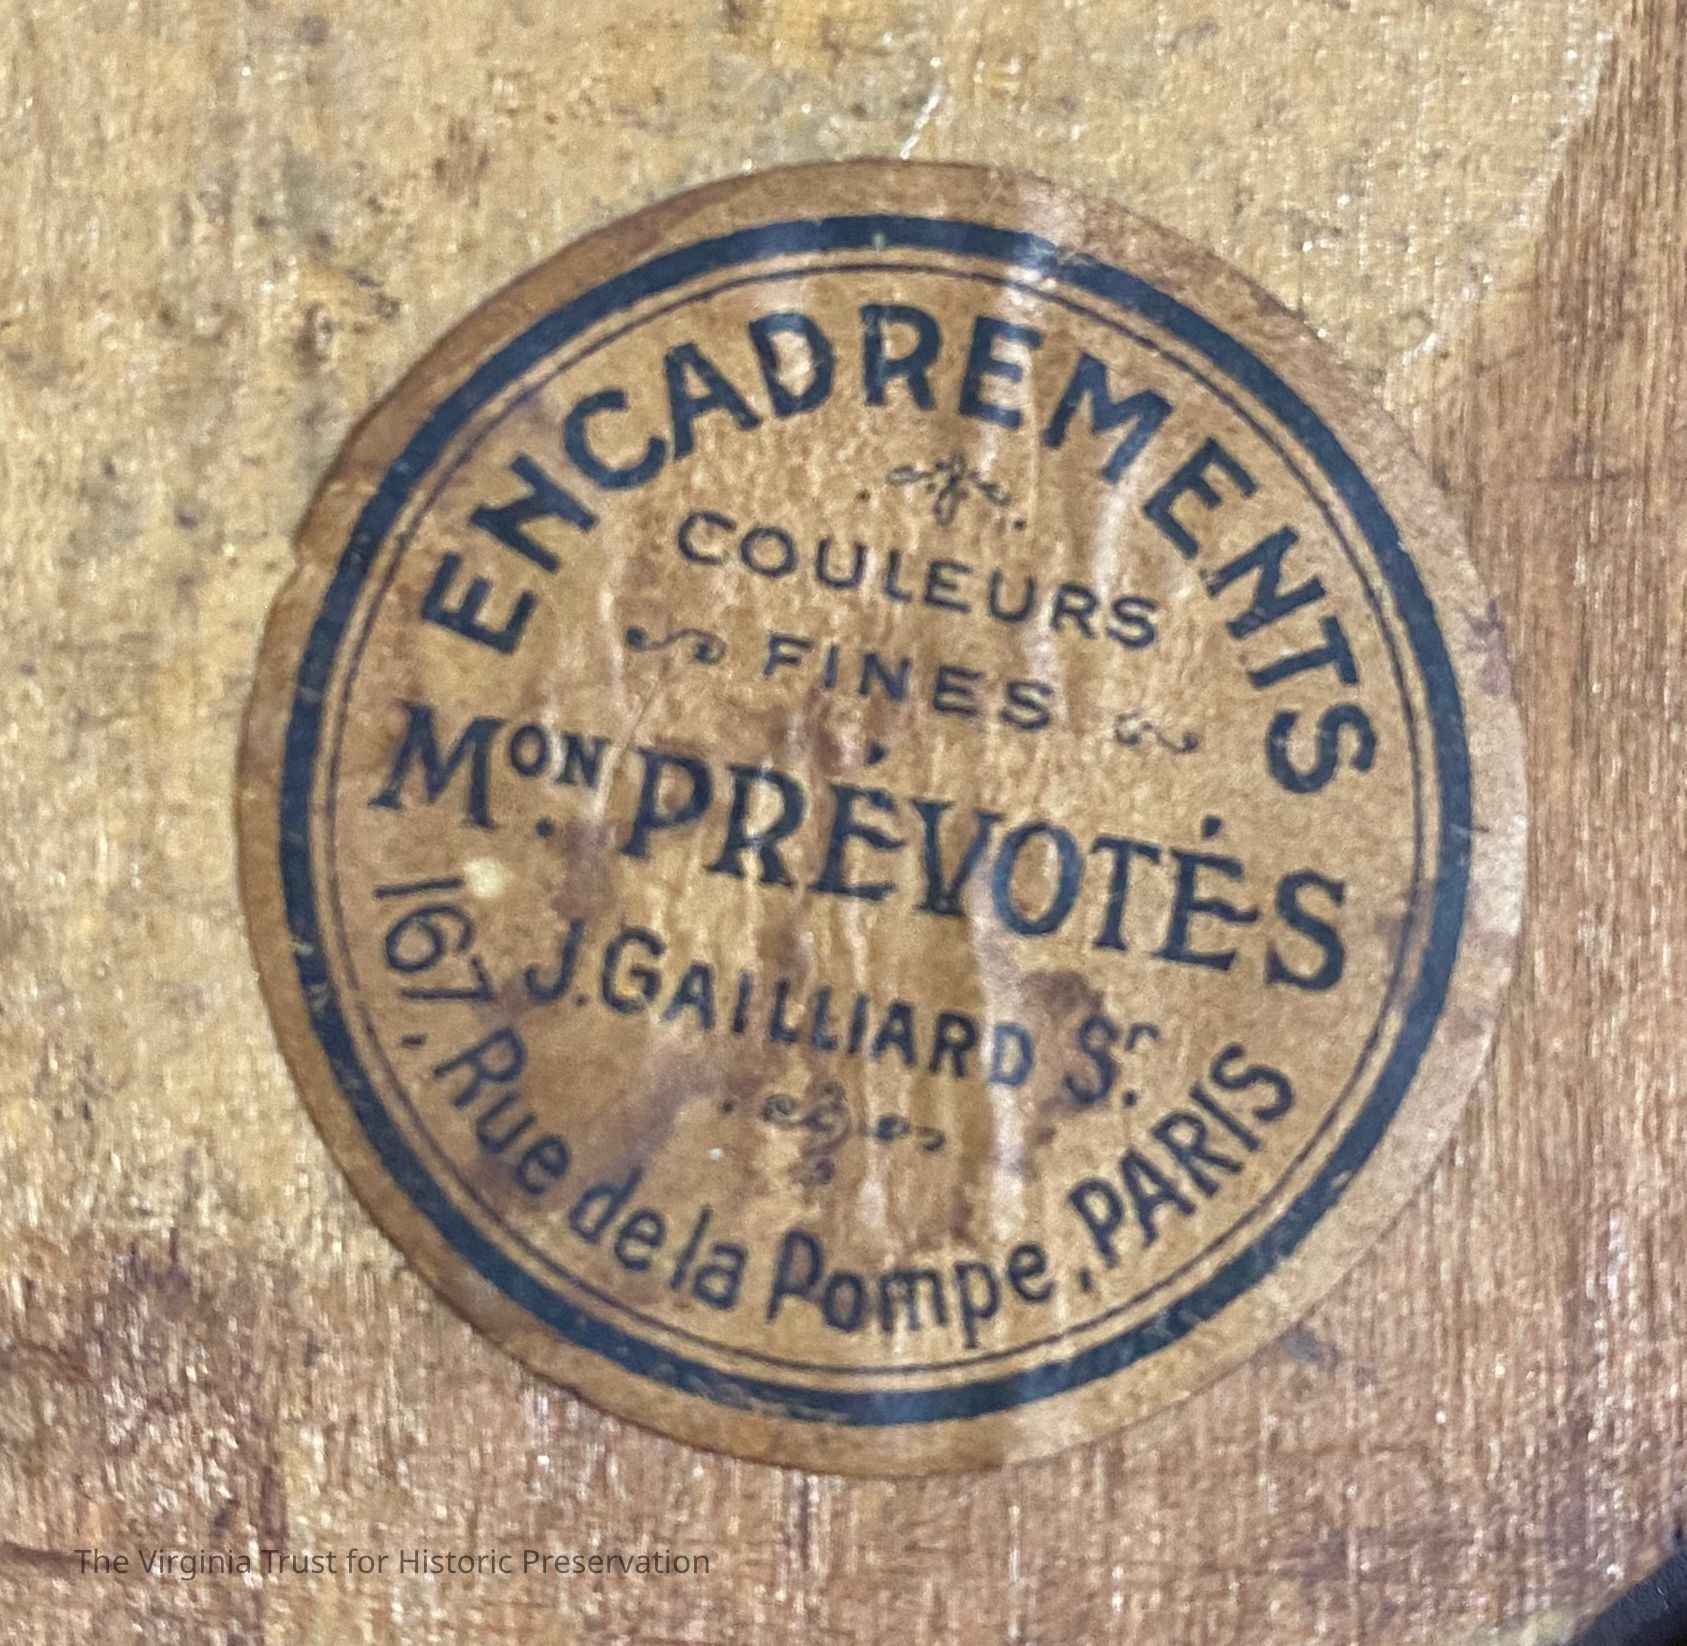 ENCADREMENTS
COULEURS
FINES
Mᴼᴺ. PRÉVOTÉS
J. GAILLIARD Sʳ.
167, Rue de la Pompe, PARIS
The Virginia Trust for Historic Preservation